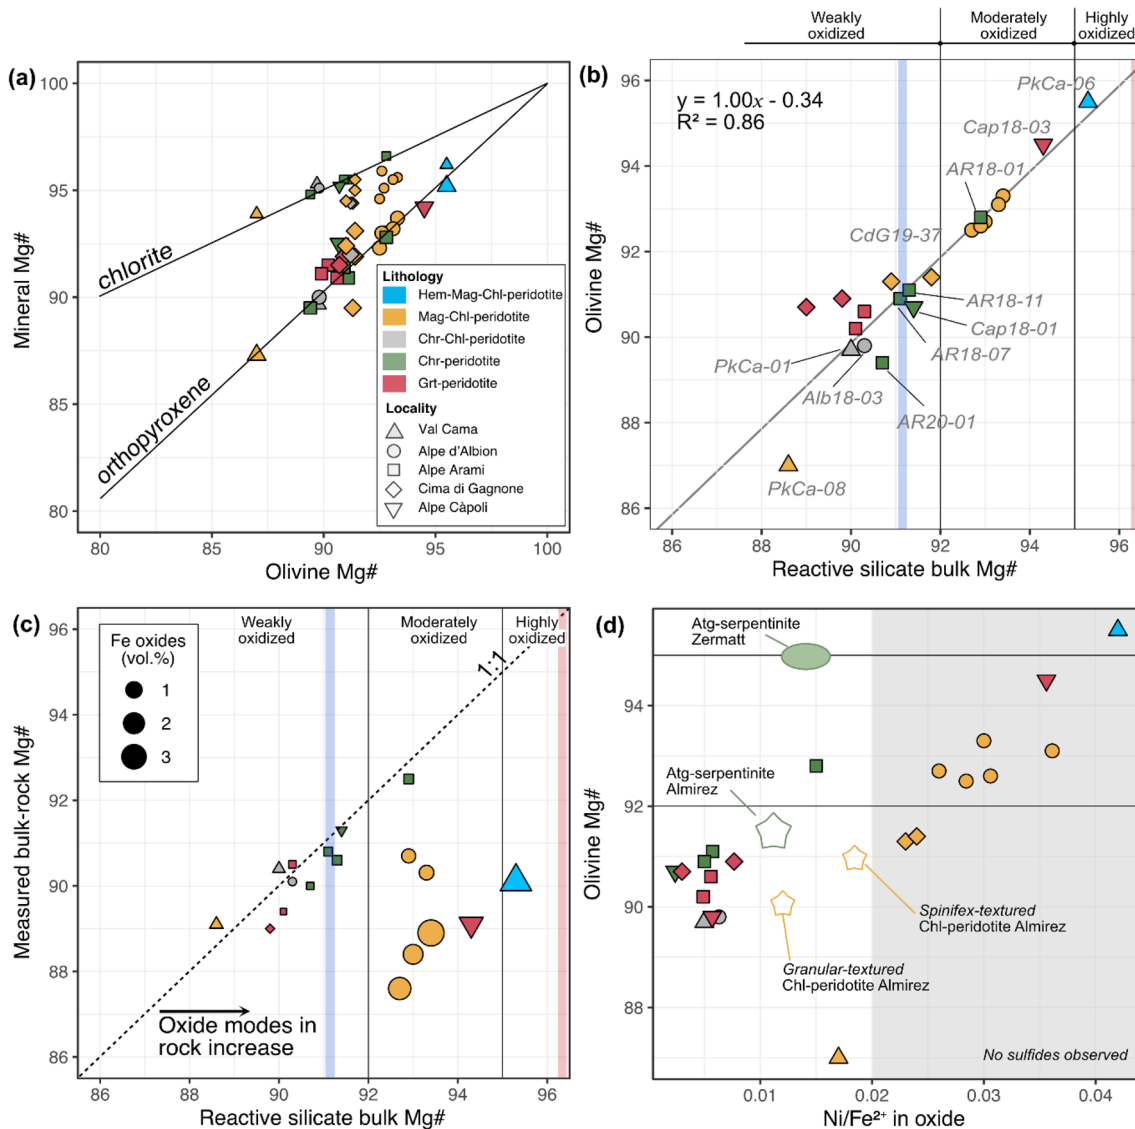 Weakly
oxidized
Moderately
oxidized
Highly
oxidized
(a)
100
95
90
85
80
Mineral Mg#
chlorite
orthopyroxene
Lithology
Hem-Mag-Chl-peridotite
Mag-Chl-peridotite
Chr-Chl-peridotite
Chr-peridotite
Grt-peridotite
Locality
Val Cama
Alpe d'Albion
Alpe Arami
Cima di Gagnone
Alpe Càpoli
80
85
90
95
100
Olivine Mg#
(b)
96
94
92
90
88
86
Olivine Mg#
y = 1.00x - 0.34
R² = 0.86
PkCa-06
Cap18-03
AR18-01
CdG19-37
AR18-11
Cap18-01
AR18-07
PkCa-01
Alb18-03
AR20-01
PkCa-08
86
88
90
92
94
96
Reactive silicate bulk Mg#
(c)
96
94
92
90
88
86
Measured bulk-rock Mg#
Fe oxides
(vol.%)
1
2
3
Weakly
oxidized
Moderately
oxidized
Highly
oxidized
1:1
Oxide modes in
rock increase
86
88
90
92
94
96
Reactive silicate bulk Mg#
(d)
96
94
92
90
88
Olivine Mg#
Atg-serpentinite
Zermatt
Atg-serpentinite
Almirez
Spinifex-textured
Chl-peridotite Almirez
Granular-textured
Chl-peridotite Almirez
No sulfides observed
0.01
0.02
0.03
0.04
Ni/Fe²⁺ in oxide